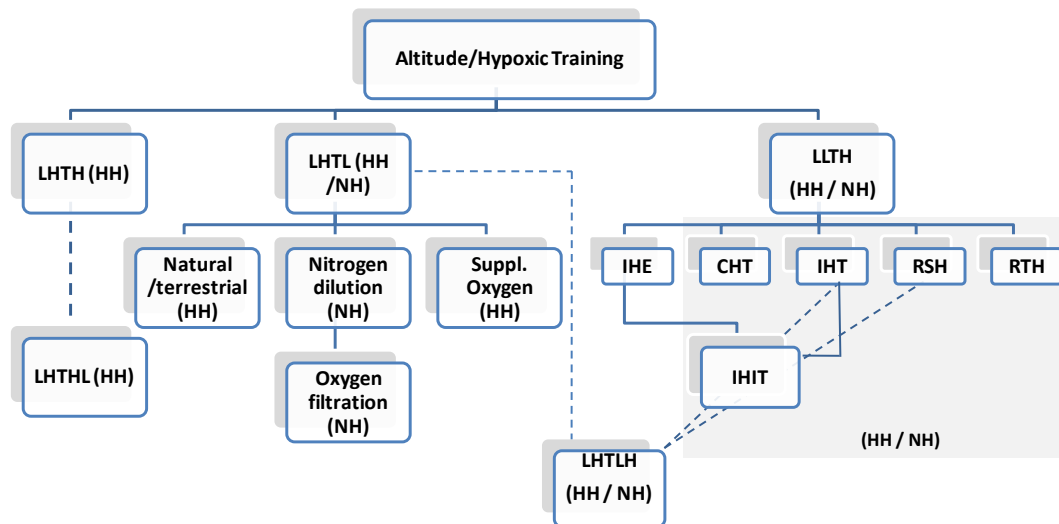 Altitude/Hypoxic Training
LHTH (HH)
LHTL (HH
/NH)
LLTH
(HH / NH)
Natural
/terrestrial
(HH)
Nitrogen
dilution
(NH)
Suppl.
Oxygen
(HH)
IHE
CHT
IHT
RSH
RTH
LHTHL (HH)
Oxygen
filtration
(NH)
IHIT
(HH / NH)
LHTLH
(HH / NH)